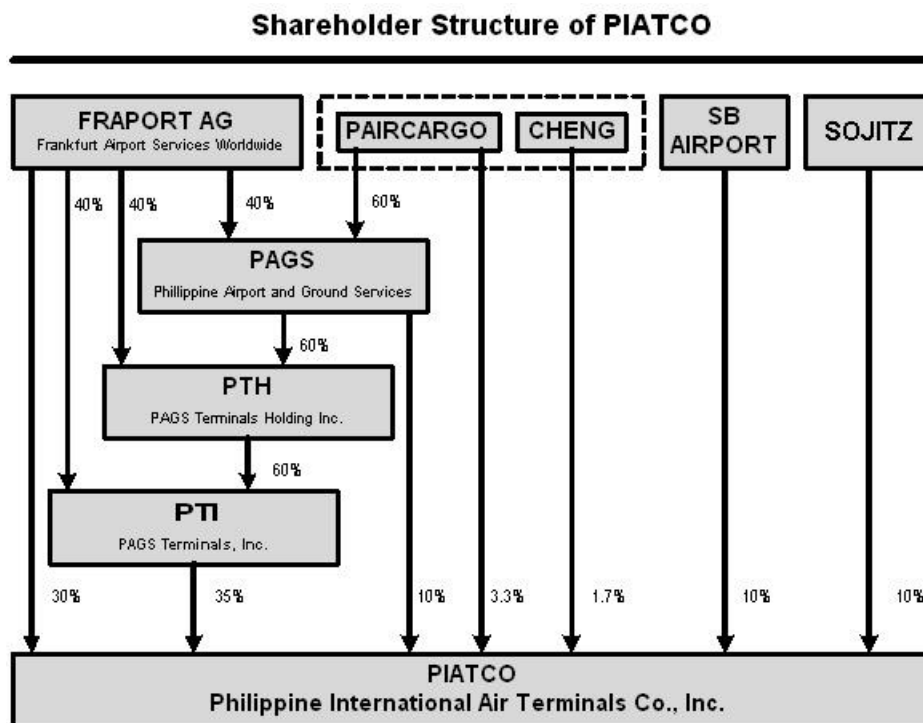 Shareholder Structure of PIATCO
FRAPORT AG
Frankfurt Airport Services Worldwide
PAIRCARGO
CHENG
SB
AIRPORT
SOJITZ
40%
40%
40%
60%
PAGS
Phillippine Airport and Ground Services
60%
PTH
PAGS Terminals Holding Inc.
60%
PTI
PAGS Terminals, Inc.
30%
35%
10%
3.3%
1.7%
10%
10%
PIATCO
Philippine International Air Terminals Co., Inc.